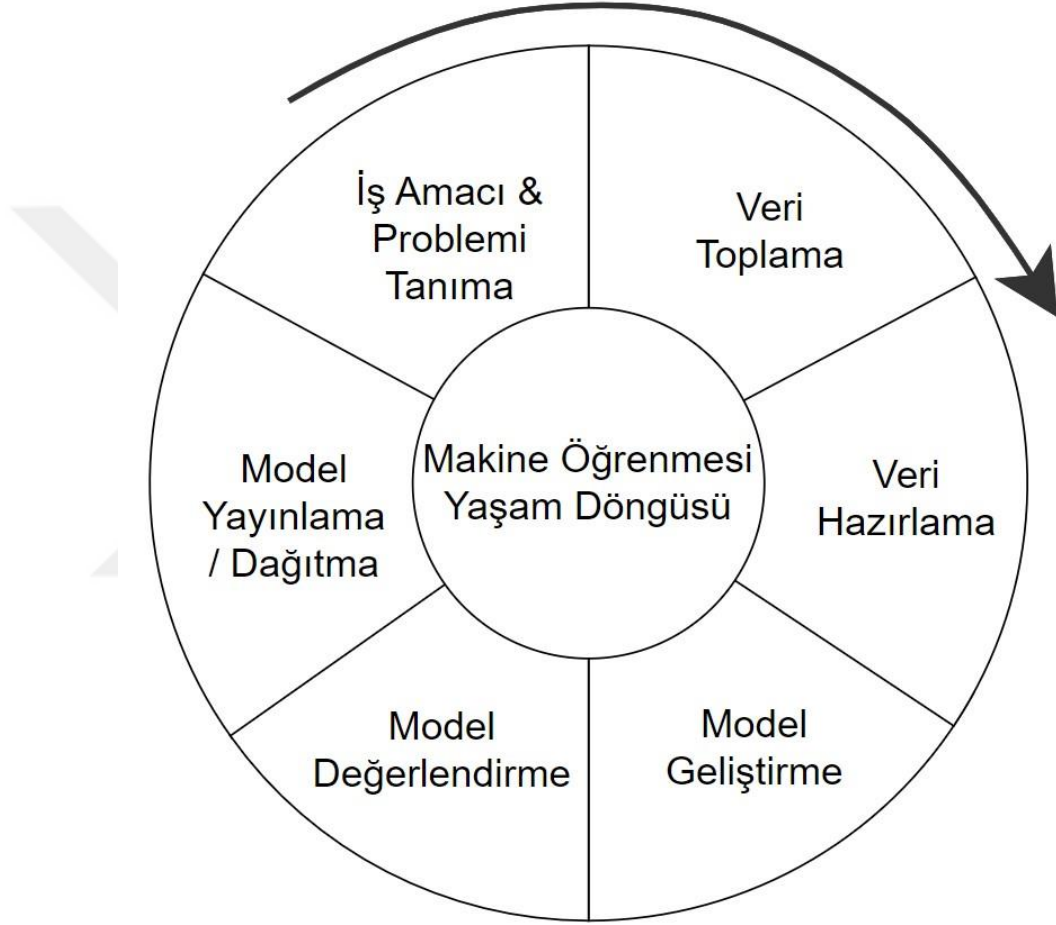 İş Amacı &
Problemi
Tanıma
Veri
Toplama
Veri
Hazırlama
Model
Geliştirme
Model
Değerlendirme
Model
Yayınlama
/ Dağıtma
Makine Öğrenmesi
Yaşam Döngüsü